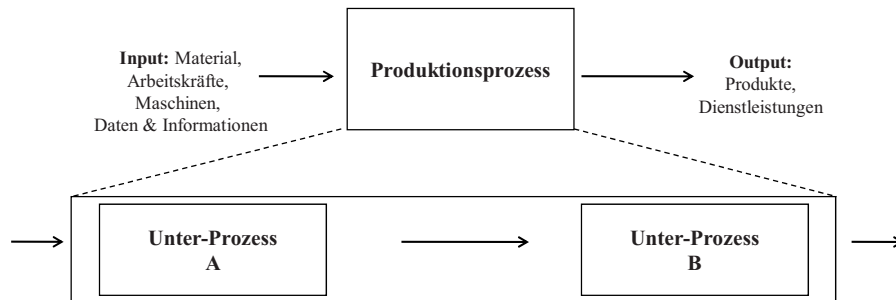 Input: Material,
Arbeitskräfte,
Maschinen,
Daten & Informationen
Produktionsprozess
Output:
Produkte,
Dienstleistungen
Unter-Prozess
A
Unter-Prozess
B